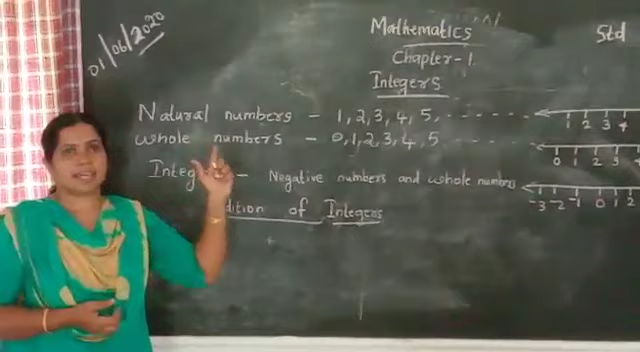 01/06/2020
Mathematics
Std
Chapter-1
Integers
Natural numbers - 1, 2, 3, 4, 5, ......
1 2 3 4
whole numbers - 0, 1, 2, 3, 4, 5 ......
0 1 2 3
Integ - Negative numbers and whole numbers
-3 -2 -1 0 1 2
dition of Integers